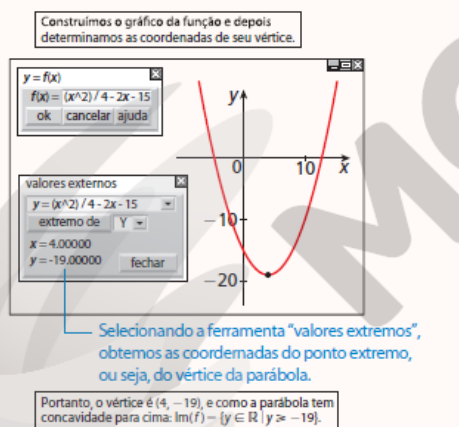 Construímos o gráfico da função e depois
determinamos as coordenadas de seu vértice.
y = f(x)
f(x) = (x^2) / 4 - 2x - 15
ok cancelar ajuda
valores externos
y = (x^2) / 4 - 2x - 15
extremo de Y
x = 4.00000
y = -19.00000
fechar
y
0
10
x
−10
−20
Selecionando a ferramenta “valores extremos”,
obtemos as coordernadas do ponto extremo,
ou seja, do vértice da parábola.
Portanto, o vértice é (4, −19), e como a parábola tem
concavidade para cima: Im(f) = {y ∈ ℝ | y ⩾ −19}.